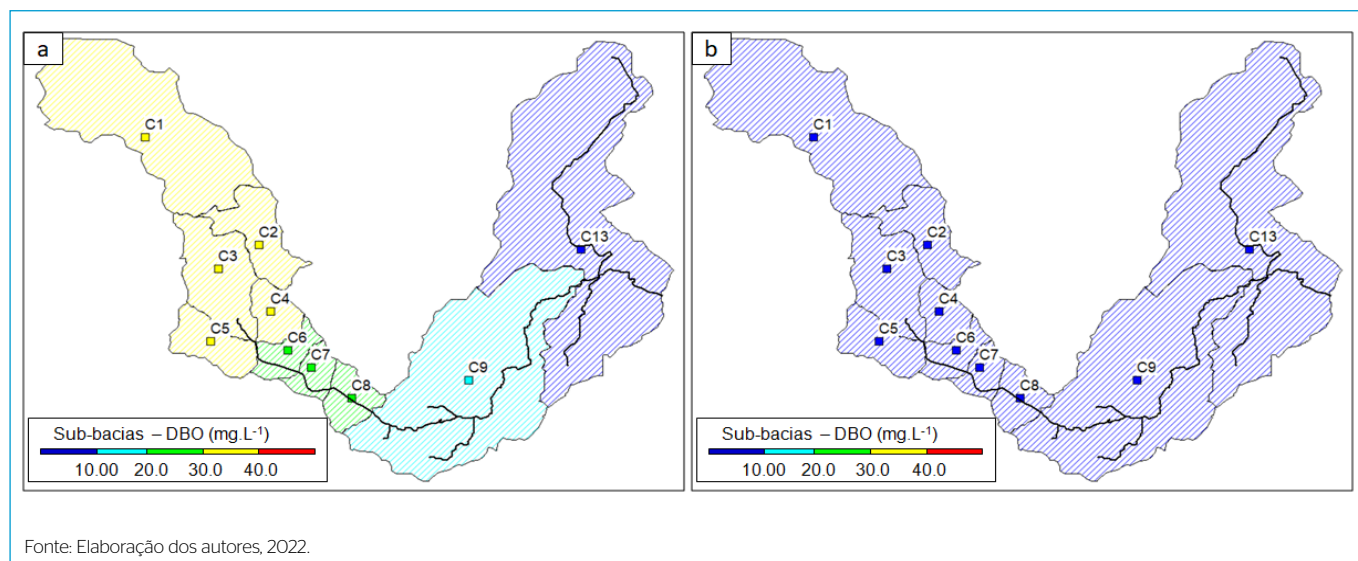 a
C1
C2
C3
C13
C4
C5
C6
C7
C8
C9
Sub-bacias – DBO (mg.L-1)
10.00 20.0 30.0 40.0
b
C1
C2
C3
C13
C4
C5
C6
C7
C8
C9
Sub-bacias – DBO (mg.L-1)
10.00 20.0 30.0 40.0
Fonte: Elaboração dos autores, 2022.